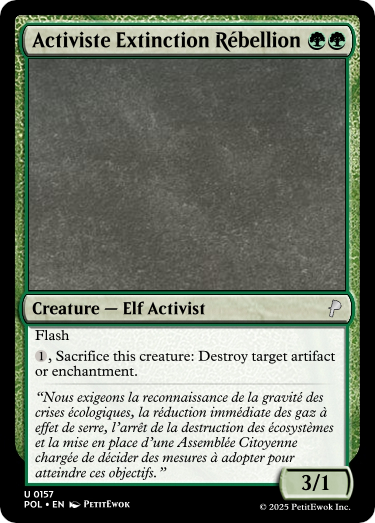 Activiste Extinction Rébellion
Creature — Elf Activist
Flash
1, Sacrifice this creature: Destroy target artifact
or enchantment.
“Nous exigeons la reconnaissance de la gravité des
crises écologiques, la réduction immédiate des gaz à
effet de serre, l’arrêt de la destruction des écosystèmes
et la mise en place d’une Assemblée Citoyenne
chargée de décider des mesures à adopter pour
atteindre ces objectifs.”
3/1
U 0157
POL • EN PetitEwok
© 2025 PetitEwok Inc.